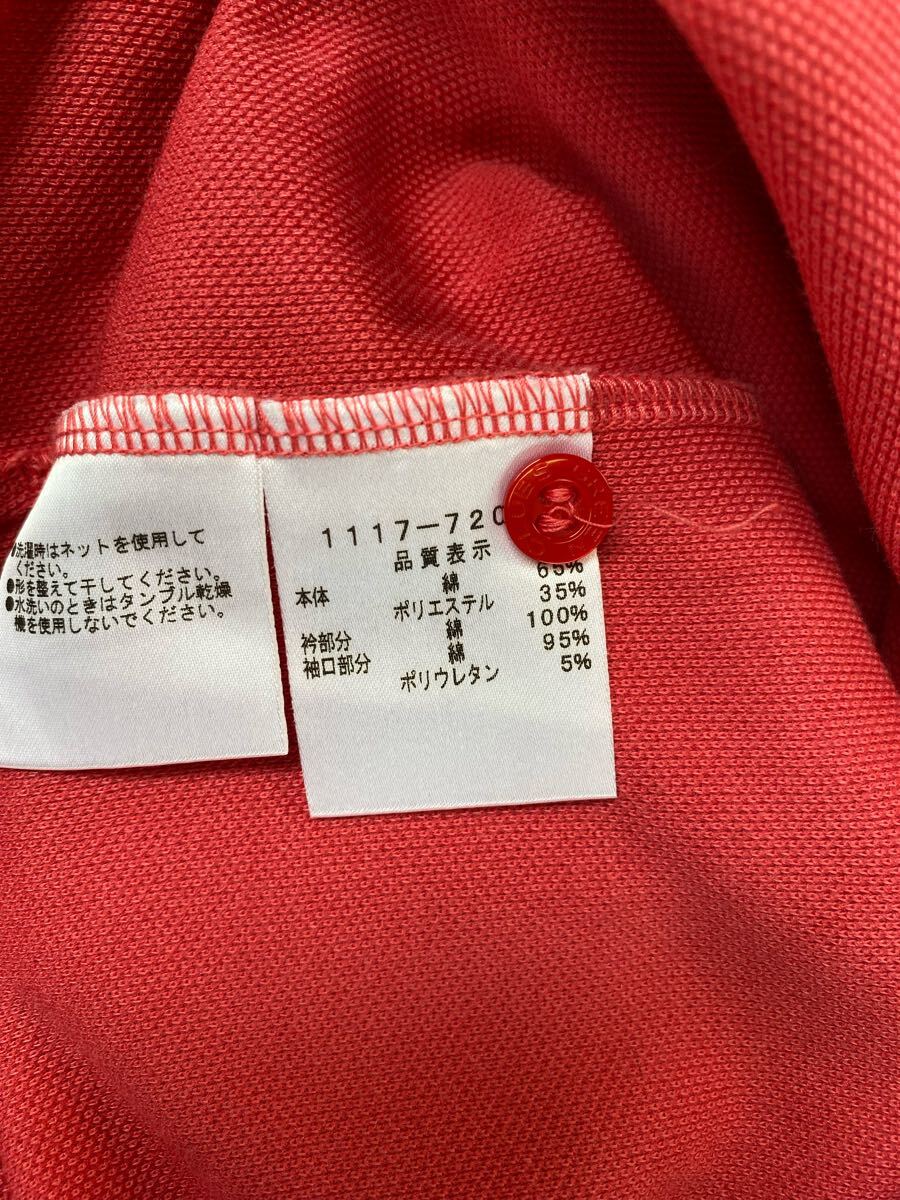 ●洗濯時はネットを使用して
ください。
●形を整えて干してください。
●水洗いのときはタンブル乾燥
機を使用しないでください。
1117-720
品質表示
本体 綿 65%
ポリエステル 35%
衿部分 綿 100%
袖口部分 綿 95%
ポリウレタン 5%